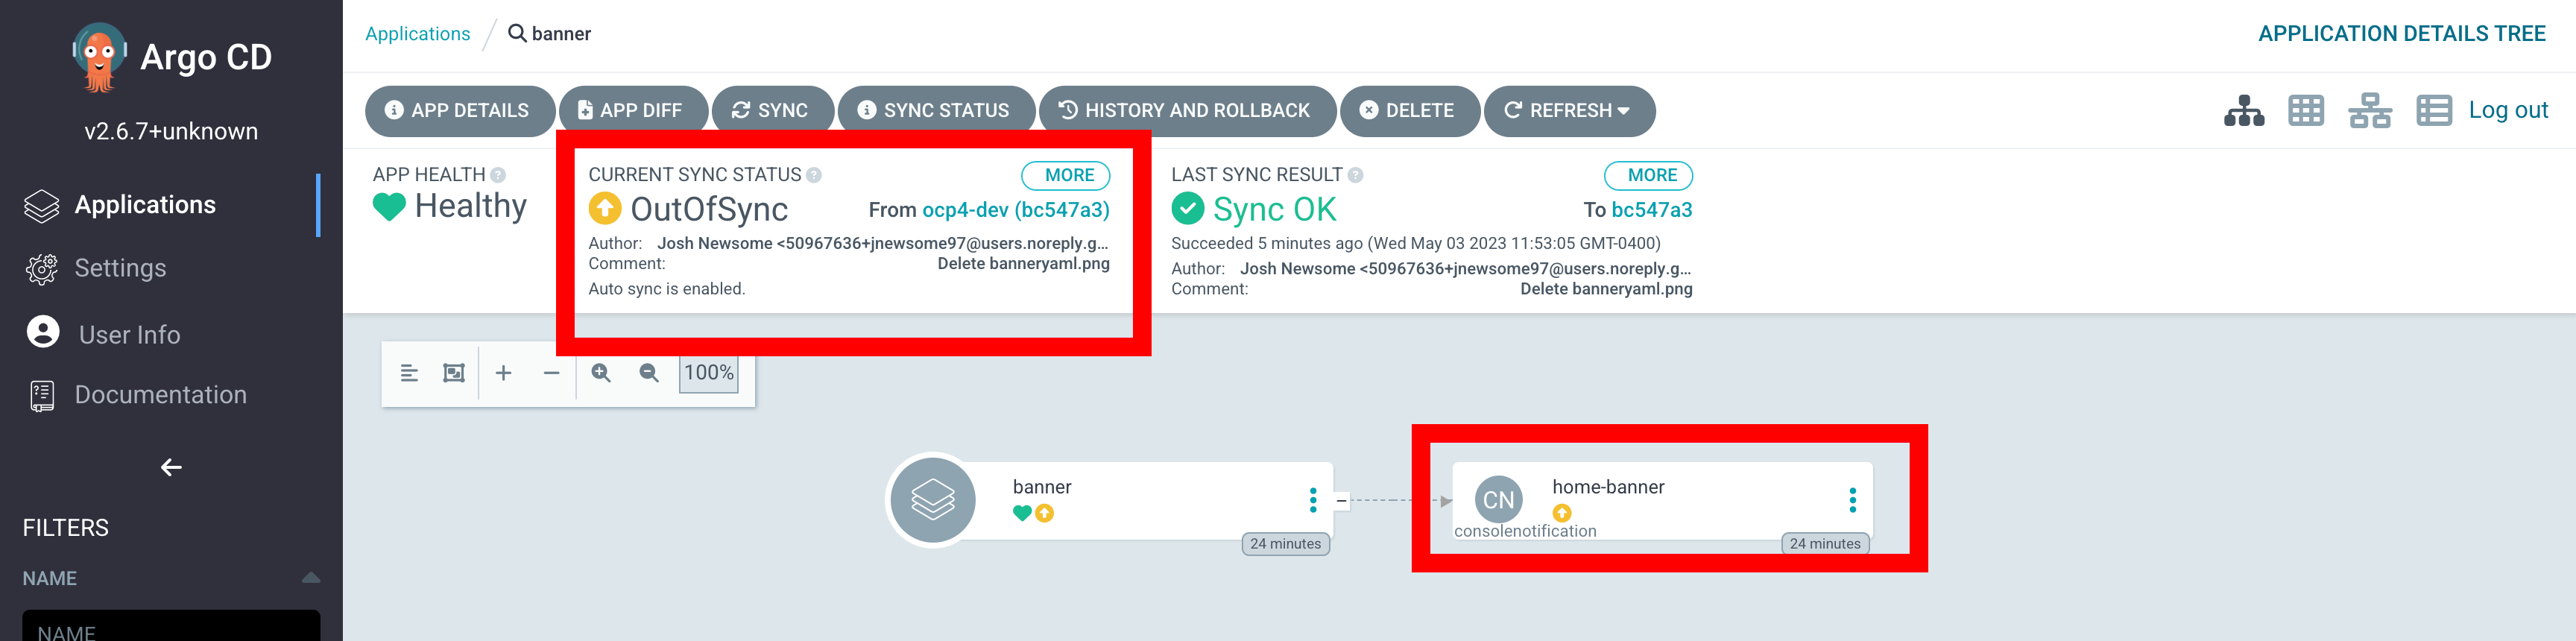 Argo CD
v2.6.7+unknown
Applications
Settings
User Info
Documentation
FILTERS
NAME
NAME
Applications / banner
APPLICATION DETAILS TREE
APP DETAILS APP DIFF SYNC SYNC STATUS HISTORY AND ROLLBACK DELETE REFRESH
Log out
APP HEALTH
Healthy
CURRENT SYNC STATUS MORE
OutOfSync From ocp4-dev (bc547a3)
Author: Josh Newsome <50967636+jnewsome97@users.noreply.g...
Comment: Delete banneryaml.png
Auto sync is enabled.
LAST SYNC RESULT MORE
Sync OK To bc547a3
Succeeded 5 minutes ago (Wed May 03 2023 11:53:05 GMT-0400)
Author: Josh Newsome <50967636+jnewsome97@users.noreply.g...
Comment: Delete banneryaml.png
100%
banner
24 minutes
CN
home-banner
consolenotification
24 minutes